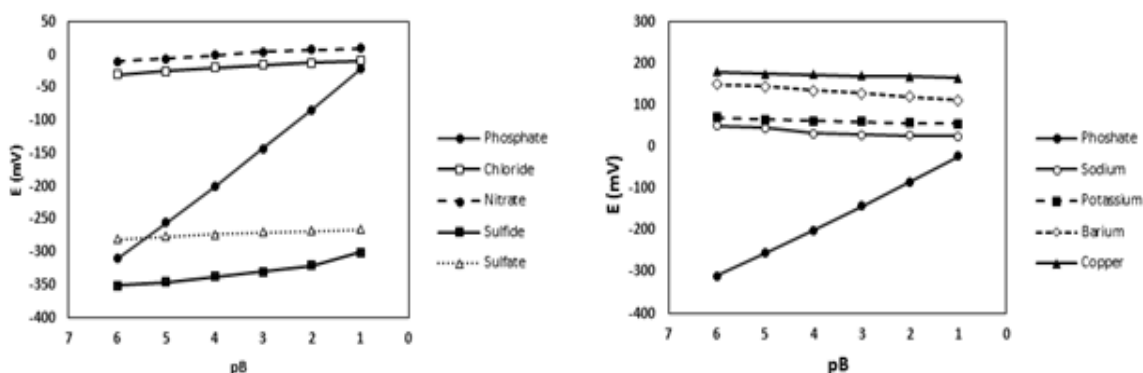 50
0
-50
-100
-150
-200
-250
-300
-350
-400
E (mV)
7 6 5 4 3 2 1 0
pB
Phosphate
Chloride
Nitrate
Sulfide
Sulfate
300
200
100
0
-100
-200
-300
-400
E (mV)
7 6 5 4 3 2 1 0
pB
Phoshate
Sodium
Potassium
Barium
Copper